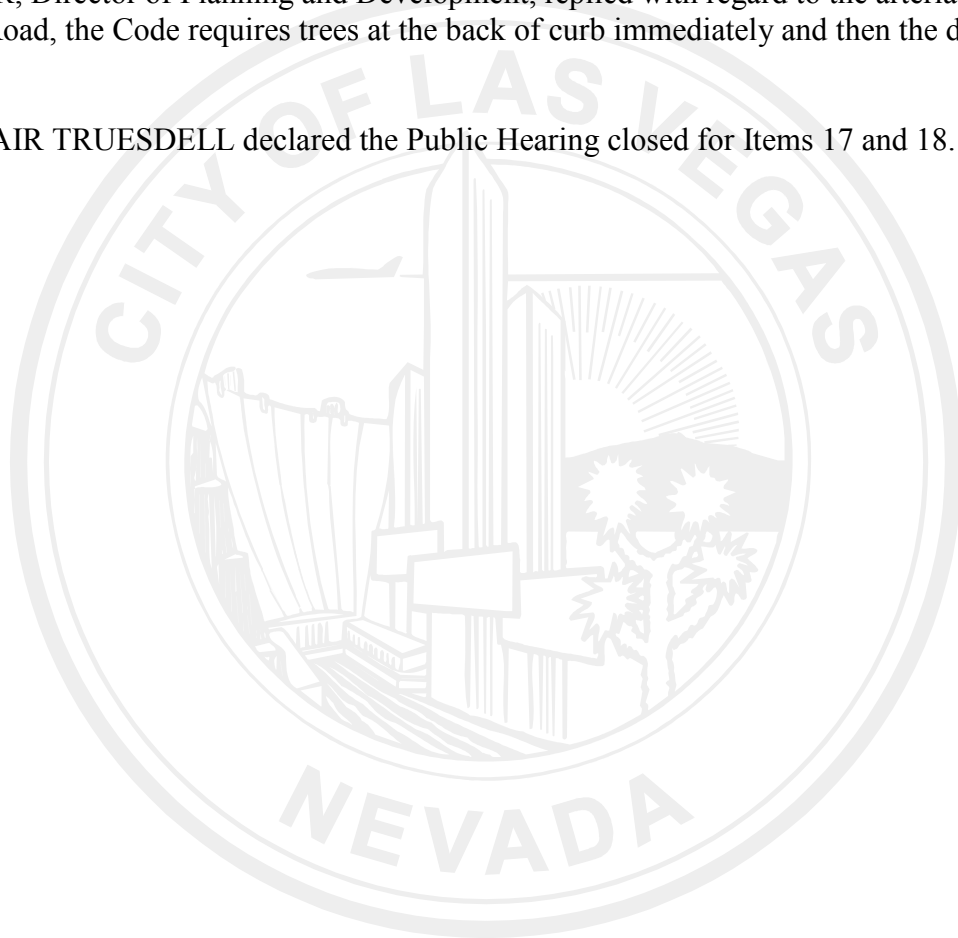 R, Director of Planning and Development, replied with regard to the arterial
Road, the Code requires trees at the back of curb immediately and then the d
AIR TRUESDELL declared the Public Hearing closed for Items 17 and 18.
CITY OF LAS VEGAS
NEVADA